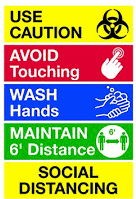 USE
CAUTION
AVOID
Touching
WASH
Hands
MAINTAIN
6' Distance
6'
SOCIAL
DISTANCING